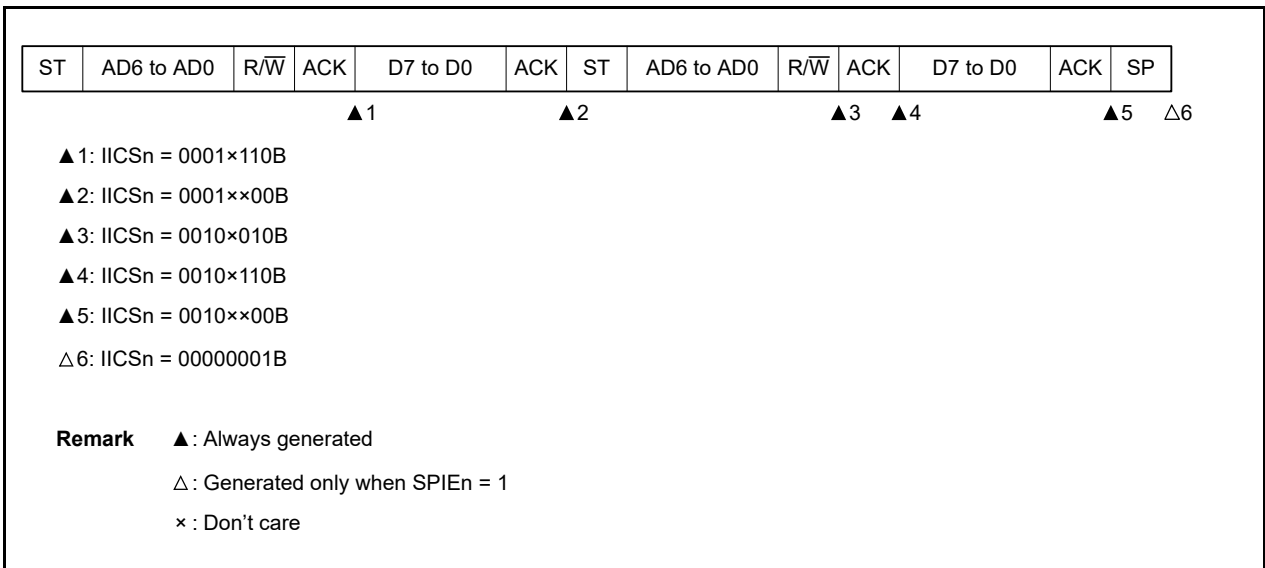 ST AD6 to AD0 R/W̅ ACK D7 to D0 ACK ST AD6 to AD0 R/W̅ ACK D7 to D0 ACK SP
▲1 ▲2 ▲3 ▲4 ▲5 △6
▲1: IICSn = 0001×110B
▲2: IICSn = 0001××00B
▲3: IICSn = 0010×010B
▲4: IICSn = 0010×110B
▲5: IICSn = 0010××00B
△6: IICSn = 00000001B
Remark ▲: Always generated
△: Generated only when SPIEn = 1
×: Don’t care